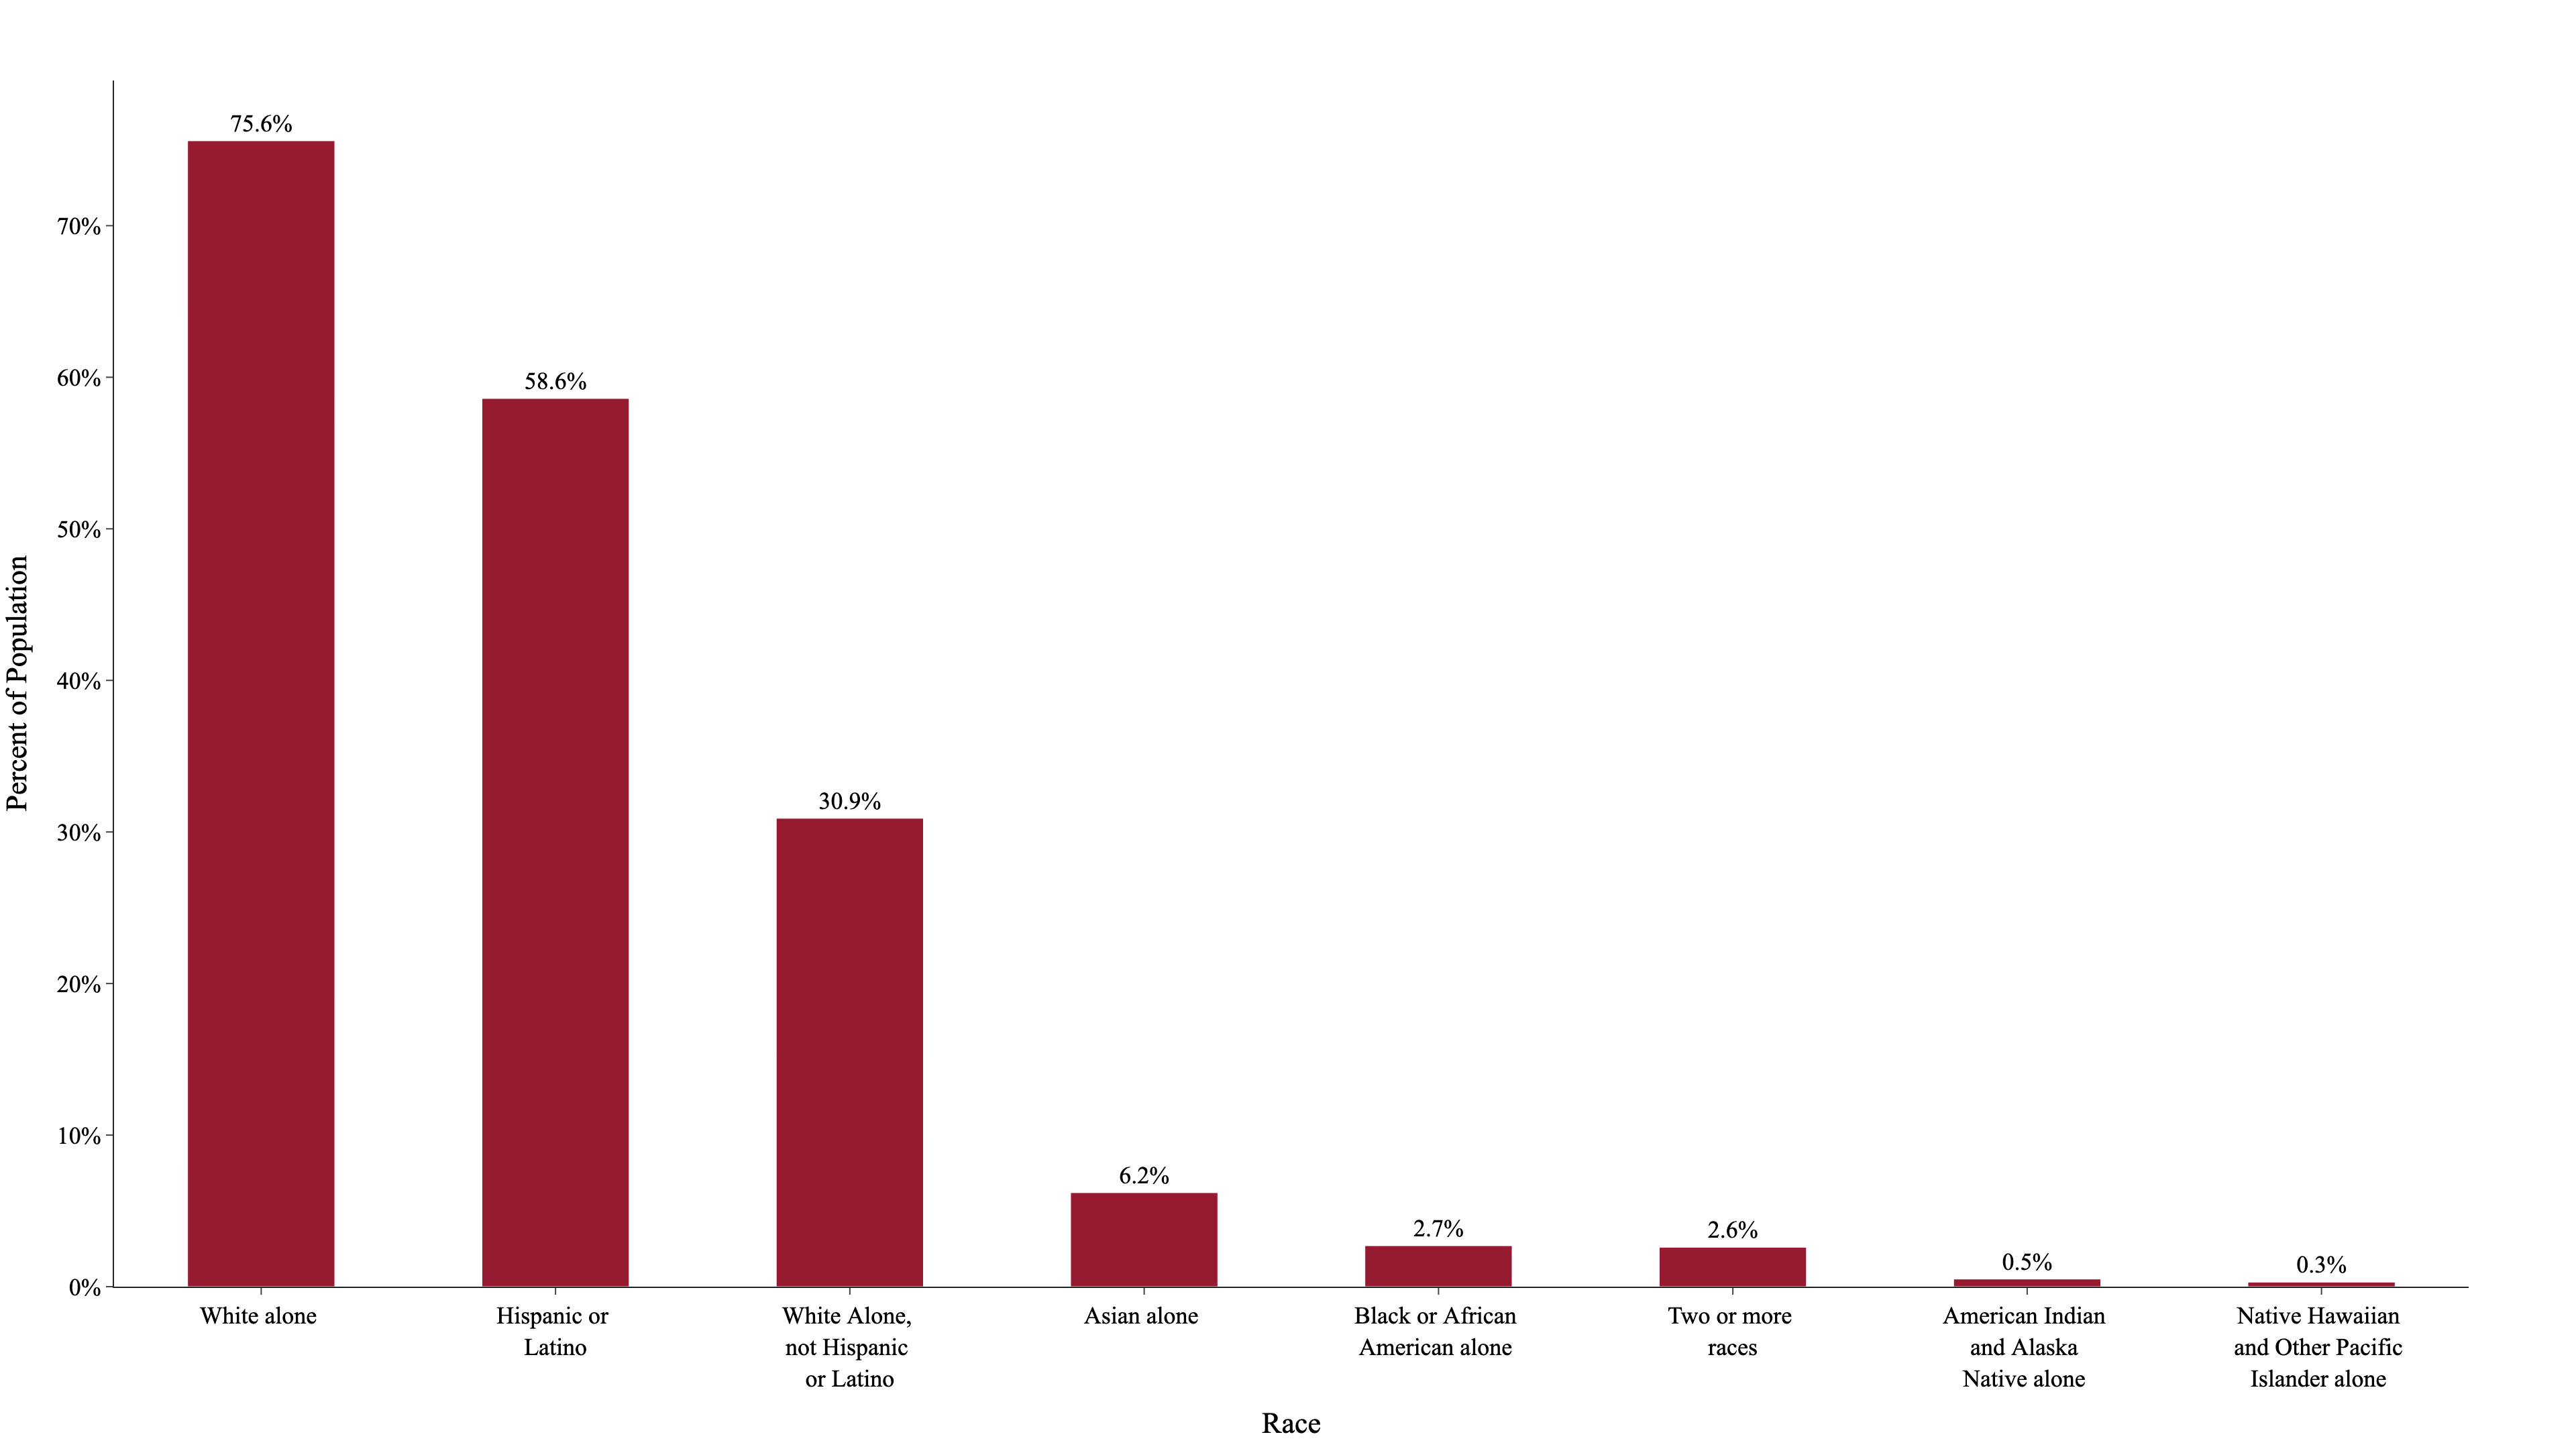 75.6%
58.6%
30.9%
6.2%
2.7%
2.6%
0.5%
0.3%
70%
60%
50%
40%
30%
20%
10%
0%
Percent of Population
White alone
Hispanic or
Latino
White Alone,
not Hispanic
or Latino
Asian alone
Black or African
American alone
Two or more
races
American Indian
and Alaska
Native alone
Native Hawaiian
and Other Pacific
Islander alone
Race